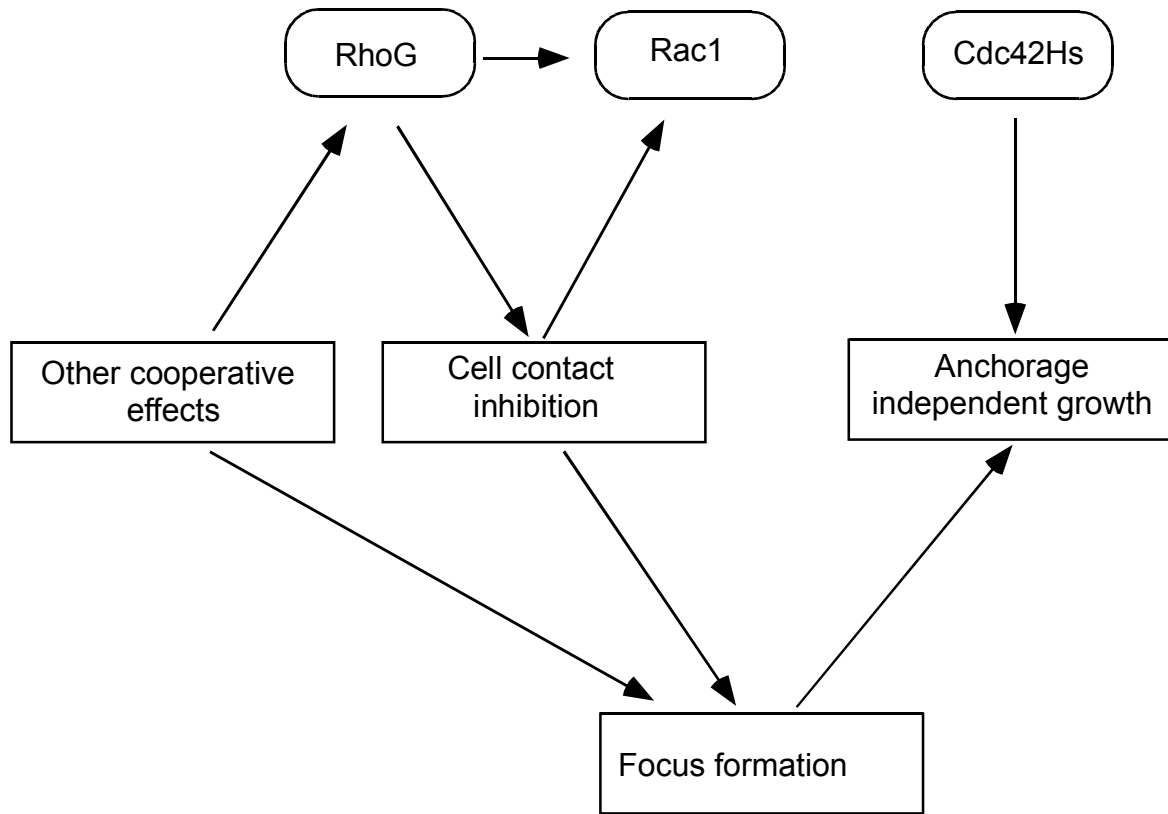 RhoG
Rac1
Cdc42Hs
Other cooperative
effects
Cell contact
inhibition
Anchorage
independent growth
Focus formation